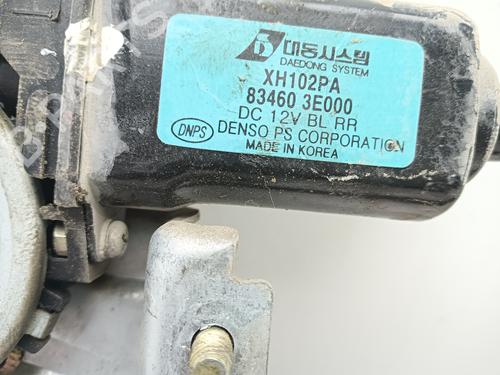 대동시스템
DAEDONG SYSTEM
XH102PA
83460 3E000
DC 12V BL RR
DNPS DENSO PS CORPORATION
MADE IN KOREA
B-PARTS